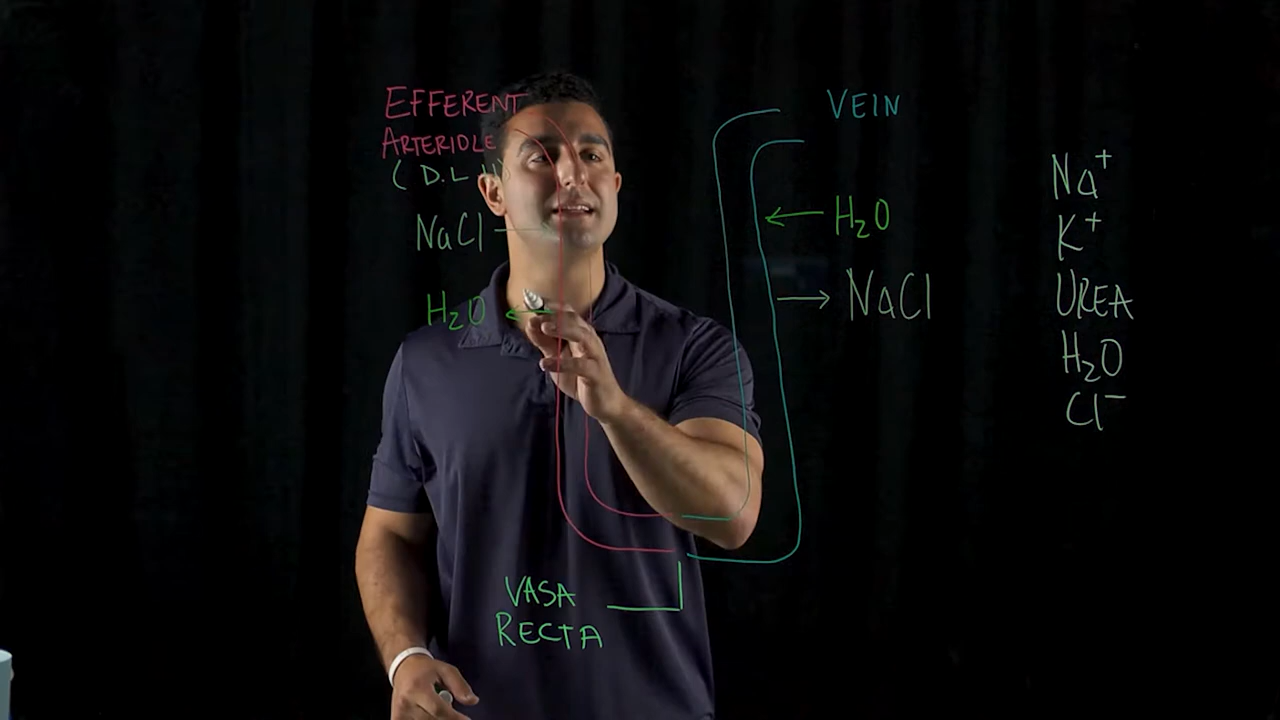 EFFERENT
ARTERIOLE
(D.L H)
NaCl
H₂O
VASA
RECTA
VEIN
H₂O
NaCl
Na⁺
K⁺
UREA
H₂O
Cl⁻